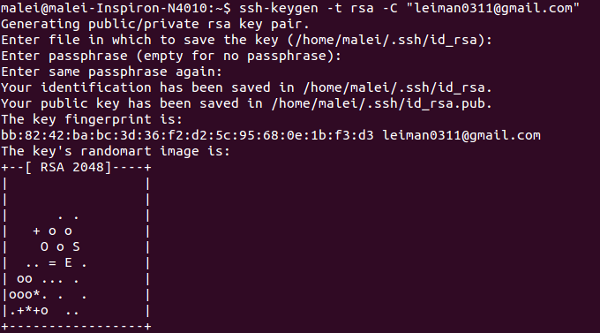 malei@malei-Inspiron-N4010:~$ ssh-keygen -t rsa -C "leiman0311@gmail.com"
Generating public/private rsa key pair.
Enter file in which to save the key (/home/malei/.ssh/id_rsa):
Enter passphrase (empty for no passphrase):
Enter same passphrase again:
Your identification has been saved in /home/malei/.ssh/id_rsa.
Your public key has been saved in /home/malei/.ssh/id_rsa.pub.
The key fingerprint is:
bb:82:42:ba:bc:3d:36:f2:d2:5c:95:68:0e:1b:f3:d3 leiman0311@gmail.com
The key's randomart image is:
+--[ RSA 2048]----+
|                 |
|                 |
|      . .        |
|   + o o         |
|    O o S        |
|  .. = E .       |
| oo ... .        |
|ooo*. .  .       |
|.+*+o  ..        |
+-----------------+